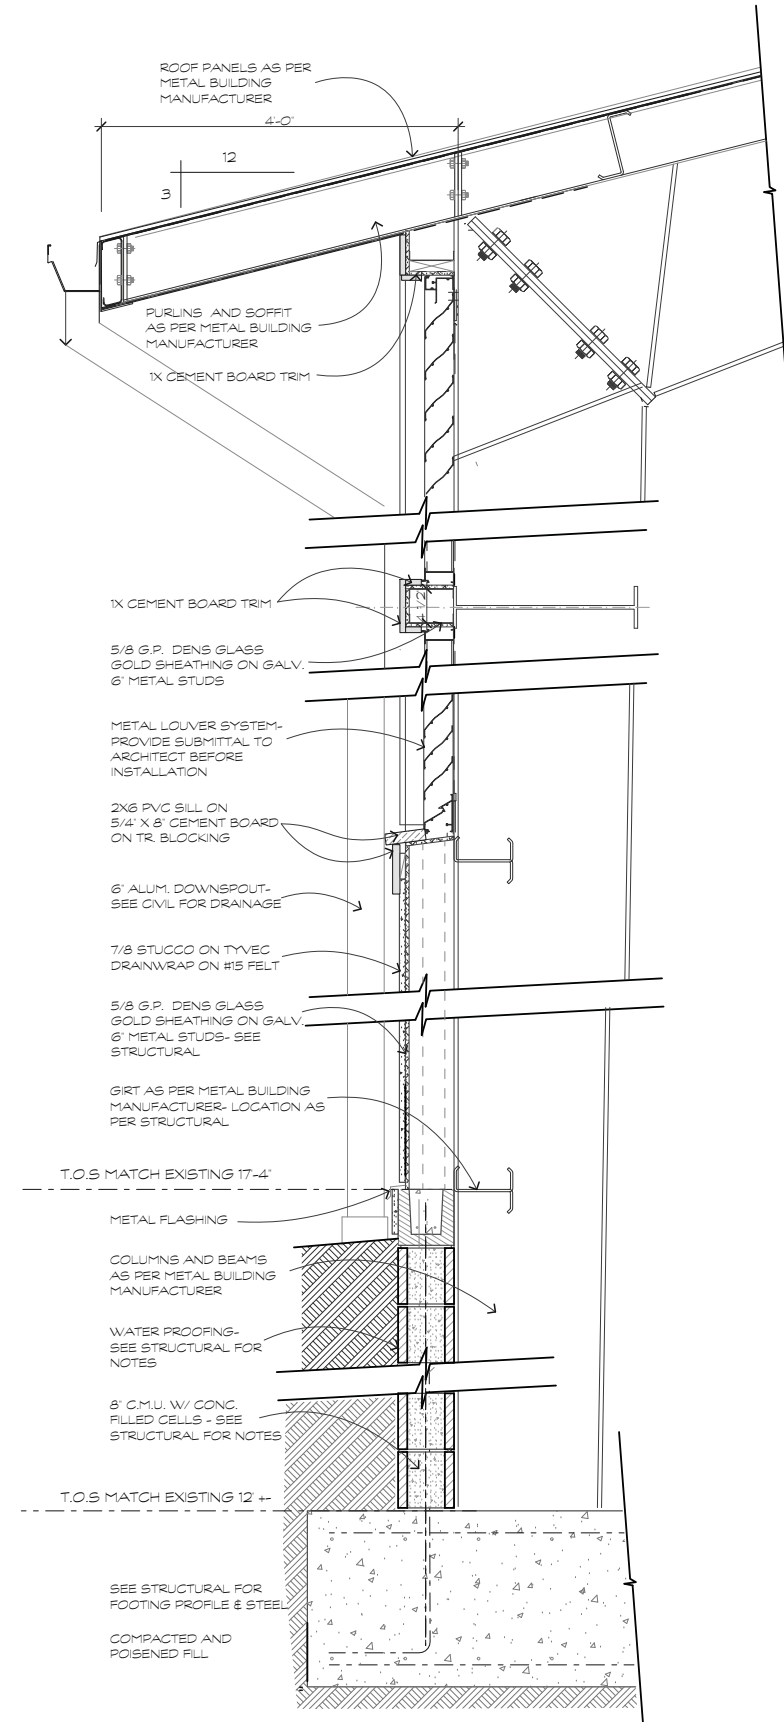 ROOF PANELS AS PER
METAL BUILDING
MANUFACTURER
4'-0"
12
3
PURLINS AND SOFFIT
AS PER METAL BUILDING
MANUFACTURER
1X CEMENT BOARD TRIM
1X CEMENT BOARD TRIM
5/8 G.P. DENS GLASS
GOLD SHEATHING ON GALV.
6" METAL STUDS
METAL LOUVER SYSTEM-
PROVIDE SUBMITTAL TO
ARCHITECT BEFORE
INSTALLATION
2X6 PVC SILL ON
5/4" X 8" CEMENT BOARD
ON TR. BLOCKING
6" ALUM. DOWNSPOUT-
SEE CIVIL FOR DRAINAGE
7/8 STUCCO ON TYVEC
DRAINWRAP ON #15 FELT
5/8 G.P. DENS GLASS
GOLD SHEATHING ON GALV.
6" METAL STUDS- SEE
STRUCTURAL
GIRT AS PER METAL BUILDING
MANUFACTURER- LOCATION AS
PER STRUCTURAL
T.O.S MATCH EXISTING 17'-4"
METAL FLASHING
COLUMNS AND BEAMS
AS PER METAL BUILDING
MANUFACTURER
WATER PROOFING-
SEE STRUCTURAL FOR
NOTES
8" C.M.U. W/ CONC.
FILLED CELLS - SEE
STRUCTURAL FOR NOTES
T.O.S MATCH EXISTING 12' +-
SEE STRUCTURAL FOR
FOOTING PROFILE & STEEL
COMPACTED AND
POISENED FILL